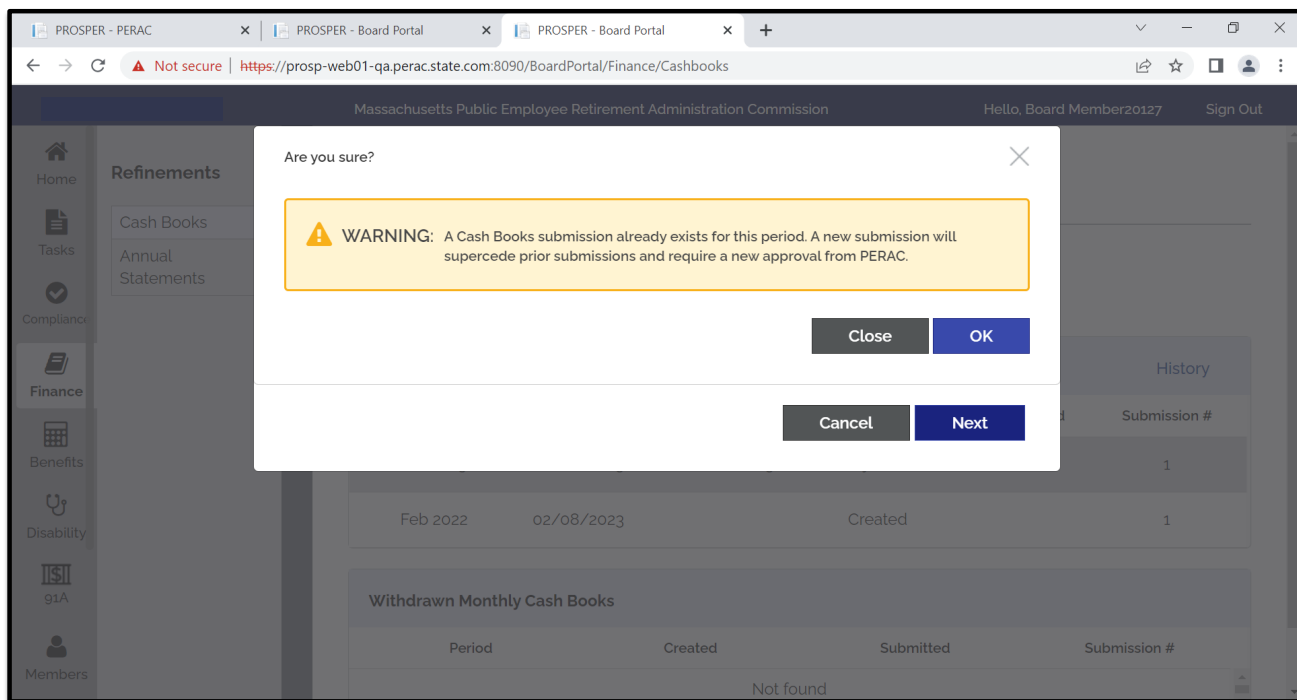 PROSPER - PERAC
PROSPER - Board Portal
PROSPER - Board Portal
Not secure | https://prosp-web01-qa.perac.state.com:8090/BoardPortal/Finance/Cashbooks
Massachusetts Public Employee Retirement Administration Commission
Hello, Board Member20127
Sign Out
Home
Tasks
Compliance
Finance
Benefits
Disability
91A
Members
Refinements
Cash Books
Annual
Statements
Are you sure?
WARNING: A Cash Books submission already exists for this period. A new submission will
supercede prior submissions and require a new approval from PERAC.
Close
OK
Cancel
Next
History
Submission #
1
Feb 2022 02/08/2023 Created 1
Withdrawn Monthly Cash Books
Period Created Submitted Submission #
Not found